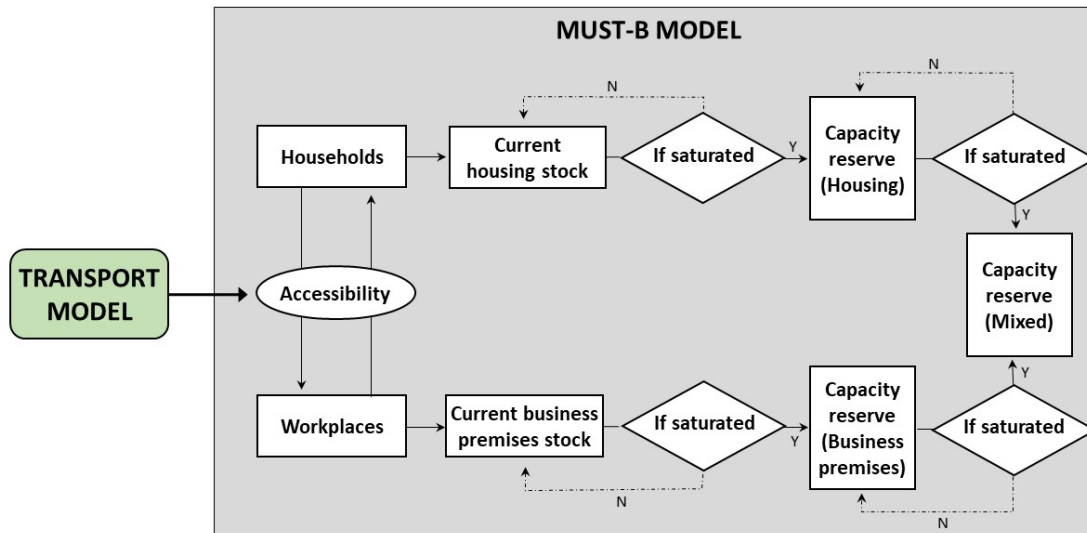 MUST-B MODEL
N
N
Households
Current
housing stock
If saturated
Y
Capacity
reserve
(Housing)
If saturated
Y
TRANSPORT
MODEL
Accessibility
Capacity
reserve
(Mixed)
Y
Workplaces
Current business
premises stock
If saturated
Y
Capacity
reserve
(Business
premises)
If saturated
N
N